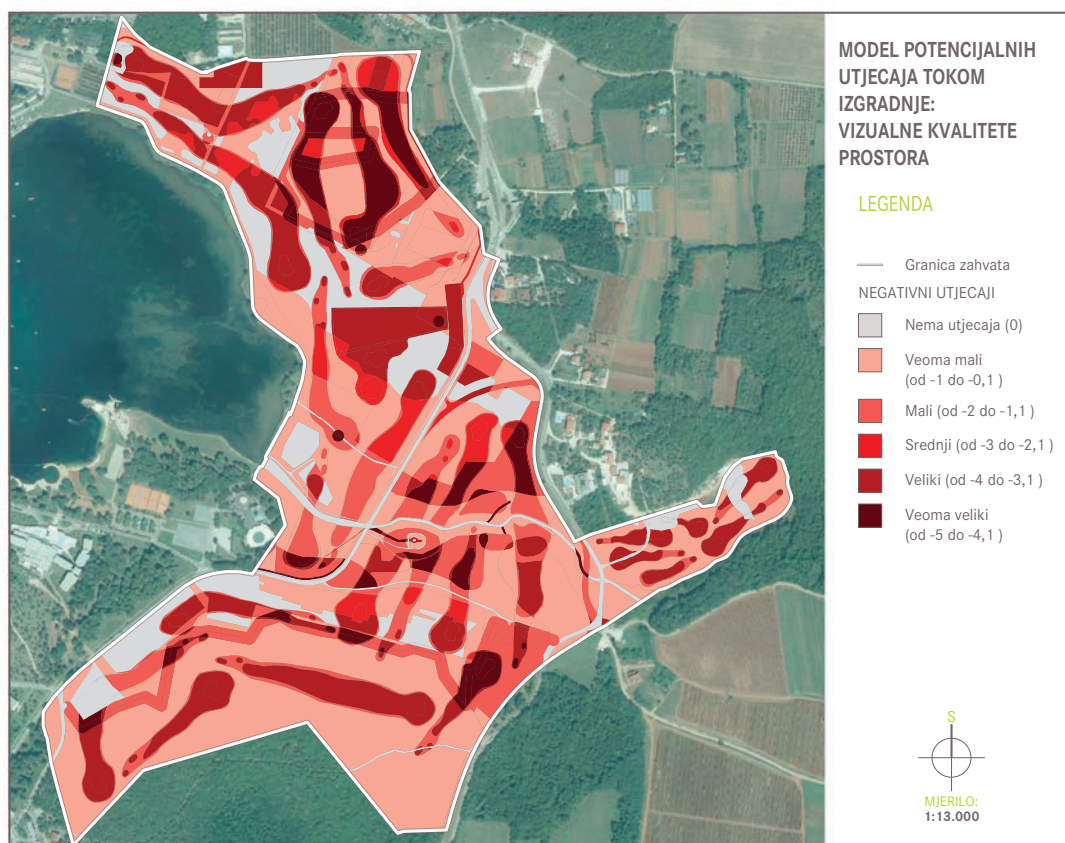 MODEL POTENCIJALNIH
UTJECAJA TOKOM
IZGRADNJE:
VIZUALNE KVALITETE
PROSTORA
LEGENDA
Granica zahvata
NEGATIVNI UTJECAJI
Nema utjecaja (0)
Veoma mali
(od -1 do -0,1 )
Mali (od -2 do -1,1 )
Srednji (od -3 do -2,1 )
Veliki (od -4 do -3,1 )
Veoma veliki
(od -5 do -4,1 )
S
MJERILO:
1:13.000